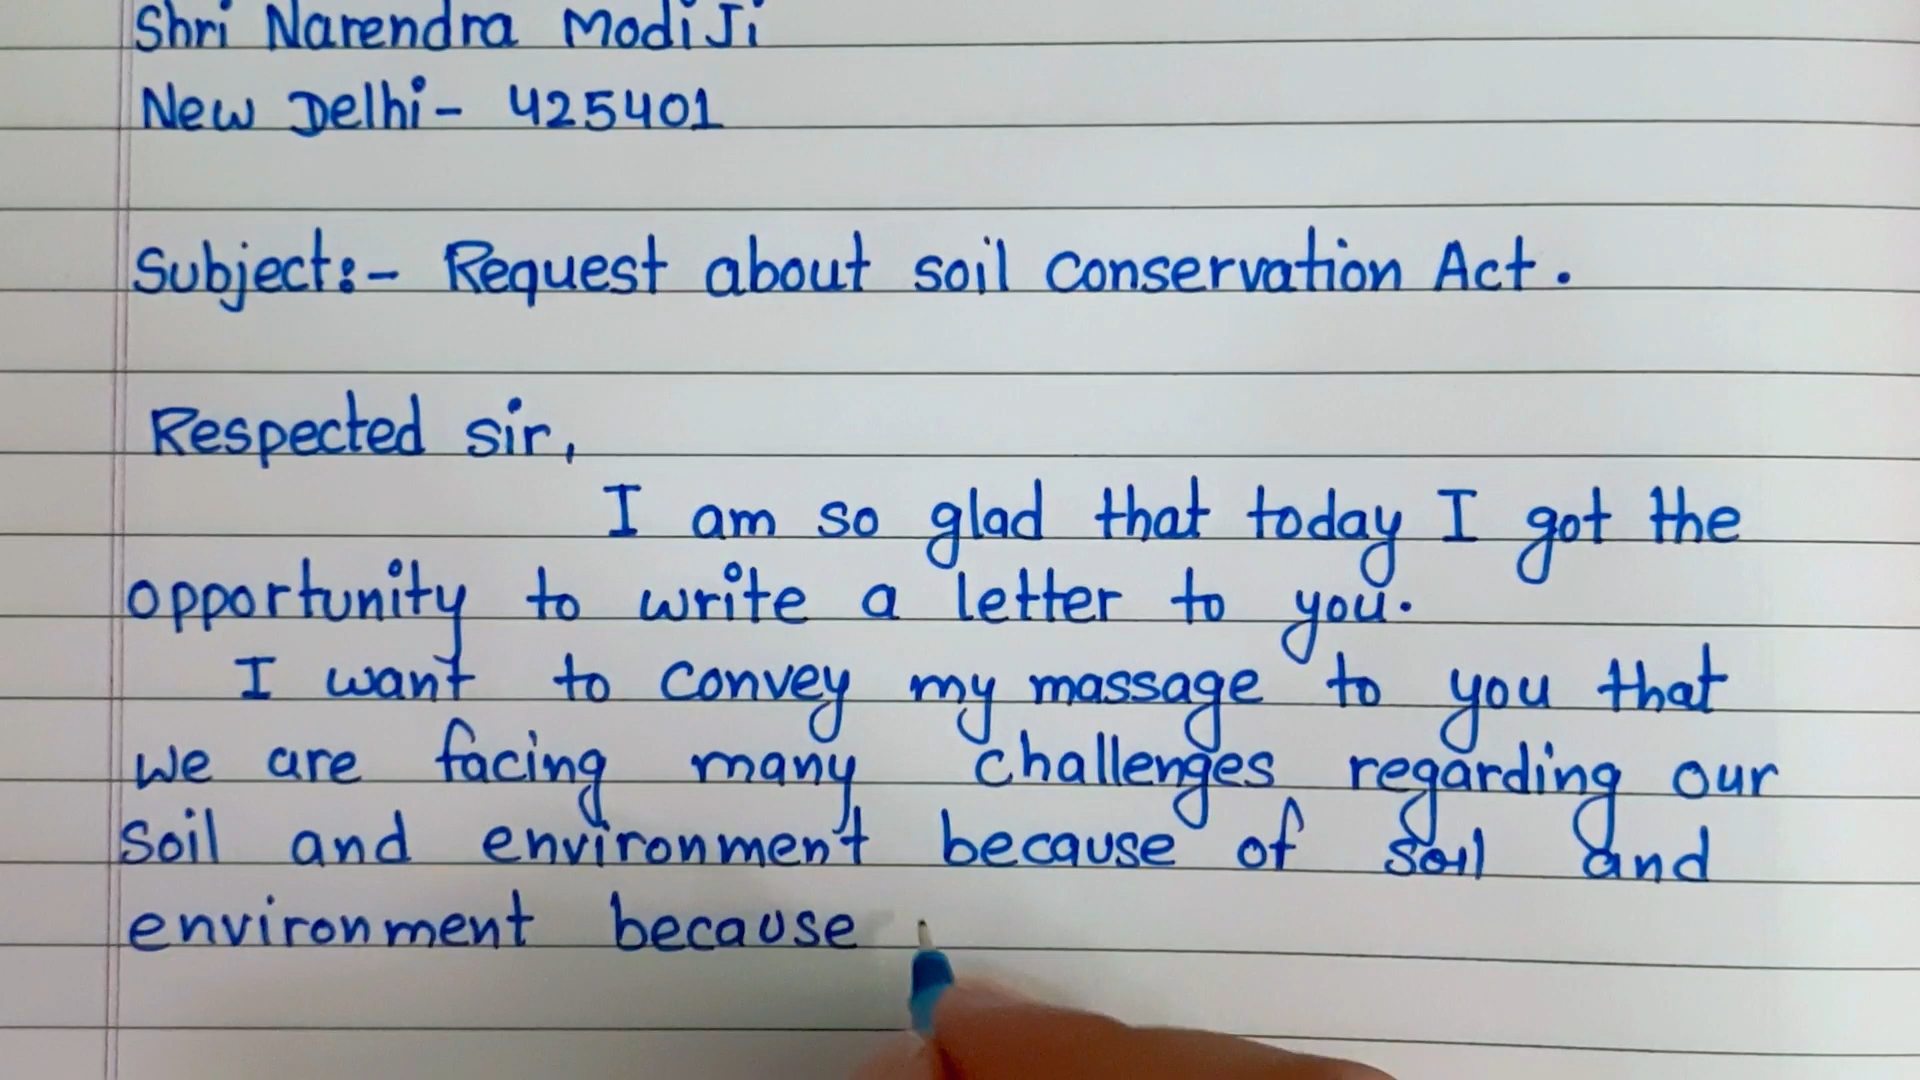 Shri Narendra Modi Ji
New Delhi- 425401
Subject:- Request about soil conservation Act.
Respected sir,
I am so glad that today I got the
opportunity to write a letter to you.
I want to convey my massage to you that
we are facing many challenges regarding our
soil and environment because of soil and
environment because